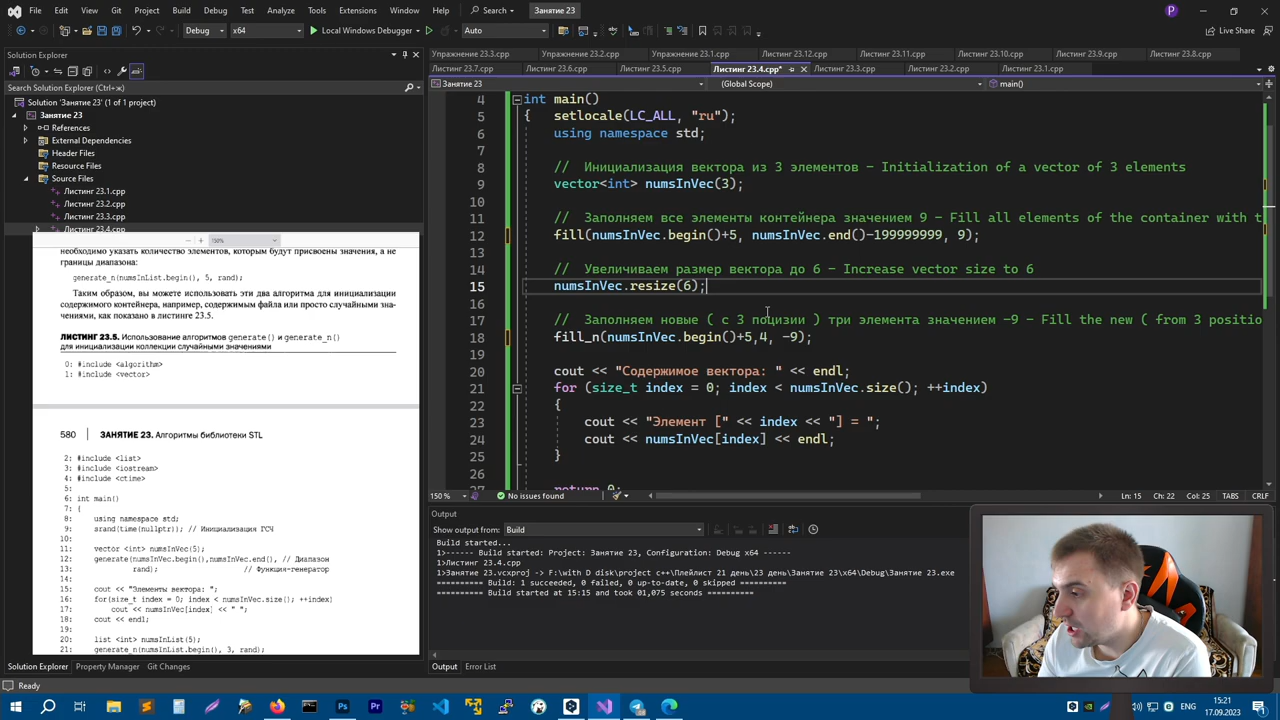 File Edit View Git Project Build Debug Test Analyze Tools Extensions Window Help Search Занятие 23 P
Debug x64 Local Windows Debugger Auto Live Share
Solution Explorer
Упражнение 23.3.cpp Упражнение 23.2.cpp Упражнение 23.1.cpp Листинг 23.12.cpp Листинг 23.11.cpp Листинг 23.10.cpp Листинг 23.9.cpp Листинг 23.8.cpp
Листинг 23.7.cpp Листинг 23.6.cpp Листинг 23.5.cpp Листинг 23.4.cpp* Листинг 23.3.cpp Листинг 23.2.cpp Листинг 23.1.cpp
Search Solution Explorer (Ctrl+ж)
Занятие 23 (Global Scope) main()
Solution 'Занятие 23' (1 of 1 project)
Занятие 23
References
External Dependencies
Header Files
Resource Files
Source Files
Листинг 23.1.cpp
Листинг 23.2.cpp
Листинг 23.3.cpp
Листинг 23.4.cpp
4 int main()
5 { setlocale(LC_ALL, "ru");
6 using namespace std;
7
8 // Инициализация вектора из 3 элементов – Initialization of a vector of 3 elements
9 vector<int> numsInVec(3);
10
11 // Заполняем все элементы контейнера значением 9 – Fill all elements of the container with t
12 fill(numsInVec.begin()+5, numsInVec.end()-199999999, 9);
13
14 // Увеличиваем размер вектора до 6 – Increase vector size to 6
15 numsInVec.resize(6);
16
17 // Заполняем новые ( с 3 поцизии ) три элемента значением -9 – Fill the new ( from 3 positio
18 fill_n(numsInVec.begin()+5,4, -9);
19
20 cout << "Содержимое вектора: " << endl;
21 for (size_t index = 0; index < numsInVec.size(); ++index)
22 {
23 cout << "Элемент [" << index << "] = ";
24 cout << numsInVec[index] << endl;
25 }
26
27 return 0;
150 % No issues found Ln: 15 Ch: 22 Col: 25 TABS CRLF
150%
необходимо указать количество элементов, которым будут присвоены значения, а не
границы диапазона:
generate_n(numsInList.begin(), 5, rand);
Таким образом, вы можете использовать эти два алгоритма для инициализации
содержимого контейнера, например, содержимым файла или просто случайными зна-
чениями, как показано в листинге 23.5.
ЛИСТИНГ 23.5. Использование алгоритмов generate() и generate_n()
для инициализации коллекции случайными значениями
0: #include <algorithm>
1: #include <vector>
580 ЗАНЯТИЕ 23. Алгоритмы библиотеки STL
2: #include <list>
3: #include <iostream>
4: #include <ctime>
5:
6: int main()
7: {
8: using namespace std;
9: srand(time(nullptr)); // Инициализация ГСЧ
10:
11: vector <int> numsInVec(5);
12: generate(numsInVec.begin(),numsInVec.end(), // Диапазон
13: rand); // Функция-генератор
14:
15: cout << "Элементы вектора: ";
16: for(size_t index = 0; index < numsInVec.size(); ++index)
17: cout << numsInVec[index] << " ";
18: cout << endl;
19:
20: list <int> numsInList(5);
21: generate_n(numsInList.begin(), 3, rand);
Output
Show output from: Build
Build started...
1>------ Build started: Project: Занятие 23, Configuration: Debug x64 ------
1>Листинг 23.4.cpp
1>Занятие 23.vcxproj -> F:\with D disk\project c++\Плейлист 21 день\23 день\Занятие 23\x64\Debug\Занятие 23.exe
========== Build: 1 succeeded, 0 failed, 0 up-to-date, 0 skipped ==========
========== Build started at 15:15 and took 01,075 seconds ==========
Solution Explorer Property Manager Git Changes Output Error List
Ready
ENG 15:21
17.09.2023